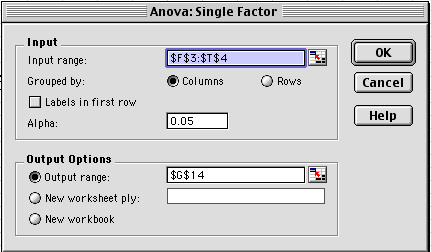 Anova: Single Factor
Input
Input range: $F$3:$T$4
Grouped by: Columns Rows
Labels in first row
Alpha: 0.05
OK
Cancel
Help
Output Options
Output range: $G$14
New worksheet ply:
New workbook